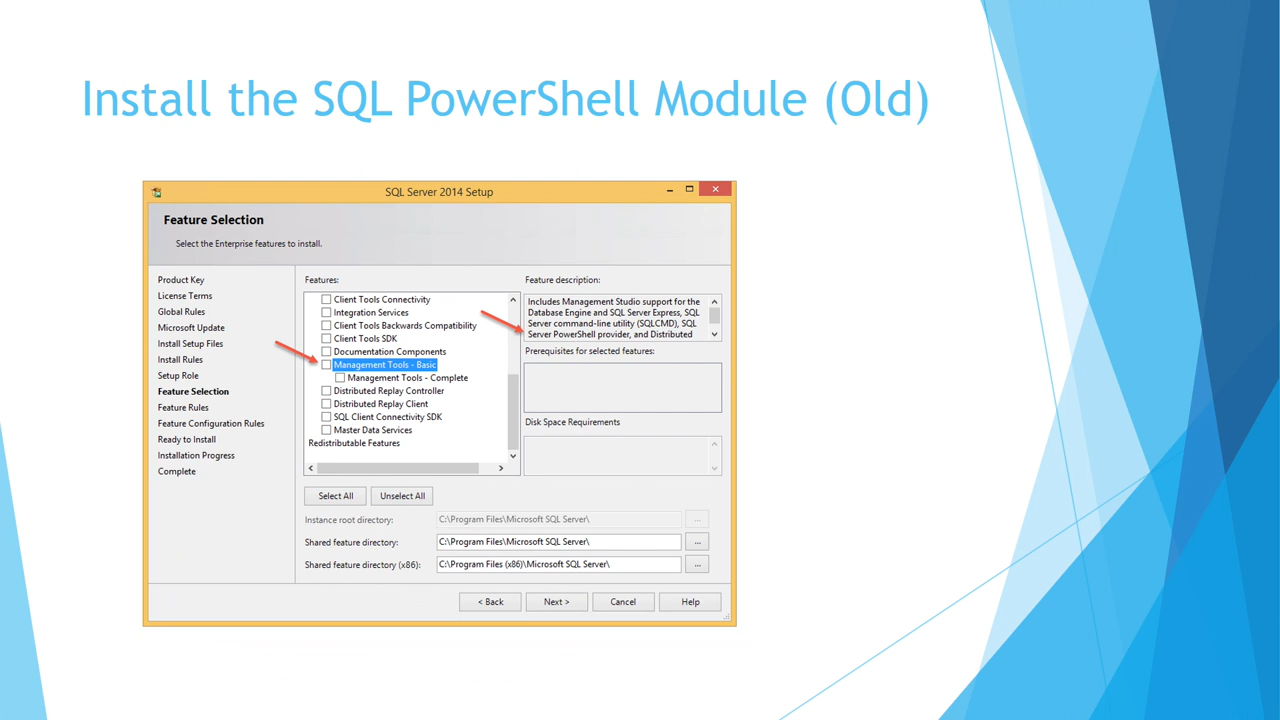 Install the SQL PowerShell Module (Old)
SQL Server 2014 Setup
Feature Selection
Select the Enterprise features to install.
Product Key
License Terms
Global Rules
Microsoft Update
Install Setup Files
Install Rules
Setup Role
Feature Selection
Feature Rules
Feature Configuration Rules
Ready to Install
Installation Progress
Complete
Features:
Client Tools Connectivity
Integration Services
Client Tools Backwards Compatibility
Client Tools SDK
Documentation Components
Management Tools - Basic
Management Tools - Complete
Distributed Replay Controller
Distributed Replay Client
SQL Client Connectivity SDK
Master Data Services
Redistributable Features
Feature description:
Includes Management Studio support for the
Database Engine and SQL Server Express, SQL
Server command-line utility (SQLCMD), SQL
Server PowerShell provider, and Distributed
Prerequisites for selected features:
Disk Space Requirements
Select All
Unselect All
Instance root directory:
C:\Program Files\Microsoft SQL Server\
...
Shared feature directory:
C:\Program Files\Microsoft SQL Server\
...
Shared feature directory (x86):
C:\Program Files (x86)\Microsoft SQL Server\
...
< Back
Next >
Cancel
Help